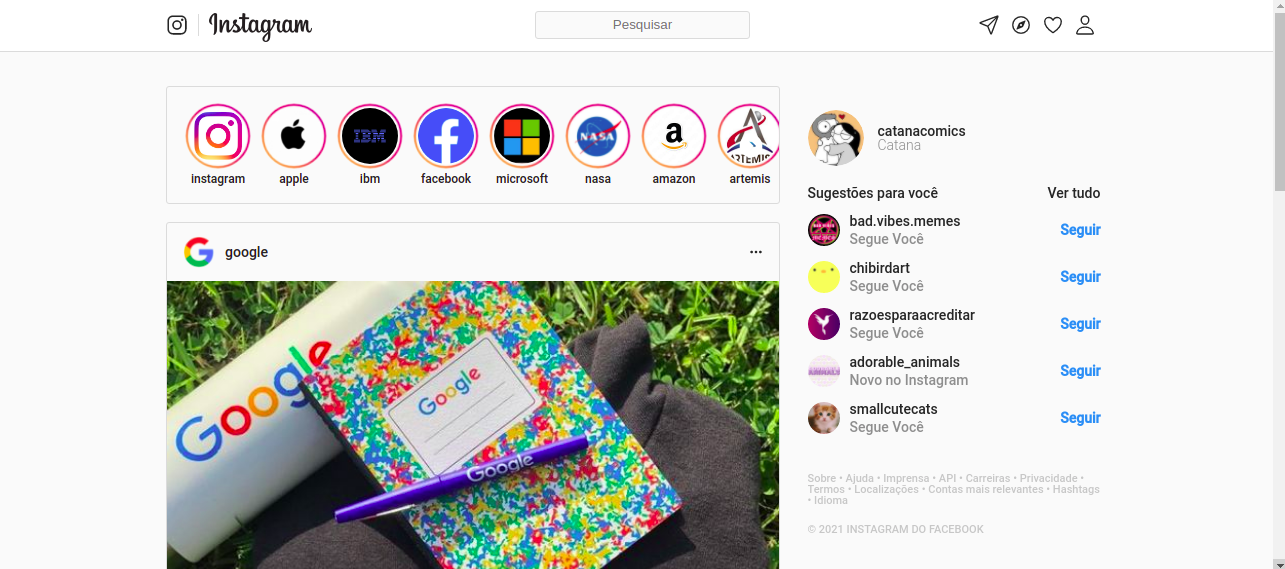 Instagram
Pesquisar
IBM
NASA
a
ARTEMIS
instagram
apple
ibm
facebook
microsoft
nasa
amazon
artemis
catanacomics
Catana
Sugestões para você
Ver tudo
bad.vibes.memes
Segue Você
Seguir
chibirdart
Segue Você
Seguir
razoesparaacreditar
Segue Você
Seguir
adorable_animals
Novo no Instagram
Seguir
smallcutecats
Segue Você
Seguir
Sobre • Ajuda • Imprensa • API • Carreiras • Privacidade •
Termos • Localizações • Contas mais relevantes • Hashtags
• Idioma
© 2021 INSTAGRAM DO FACEBOOK
G
google
Google
Google
Google